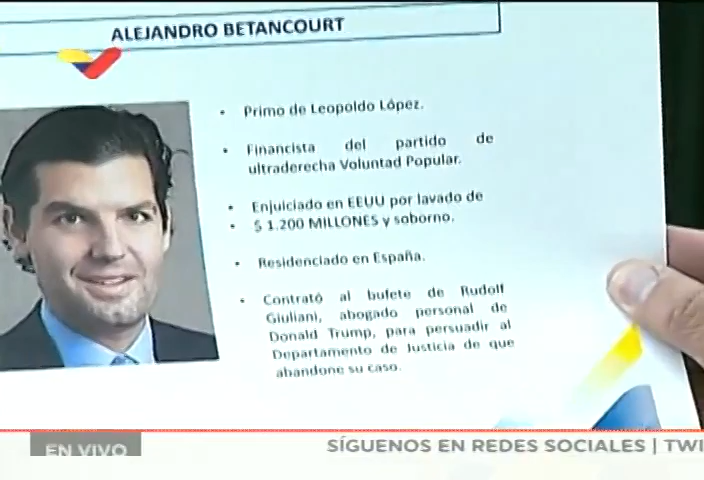 ALEJANDRO BETANCOURT
• Primo de Leopoldo López.
• Financista del partido de
ultraderecha Voluntad Popular.
• Enjuiciado en EEUU por lavado de
• $ 1.200 MILLONES y soborno.
• Residenciado en España.
• Contrató al bufete de Rudolf
Giuliani, abogado personal de
Donald Trump, para persuadir al
Departamento de Justicia de que
abandone su caso.
EN VIVO
SÍGUENOS EN REDES SOCIALES | TWI